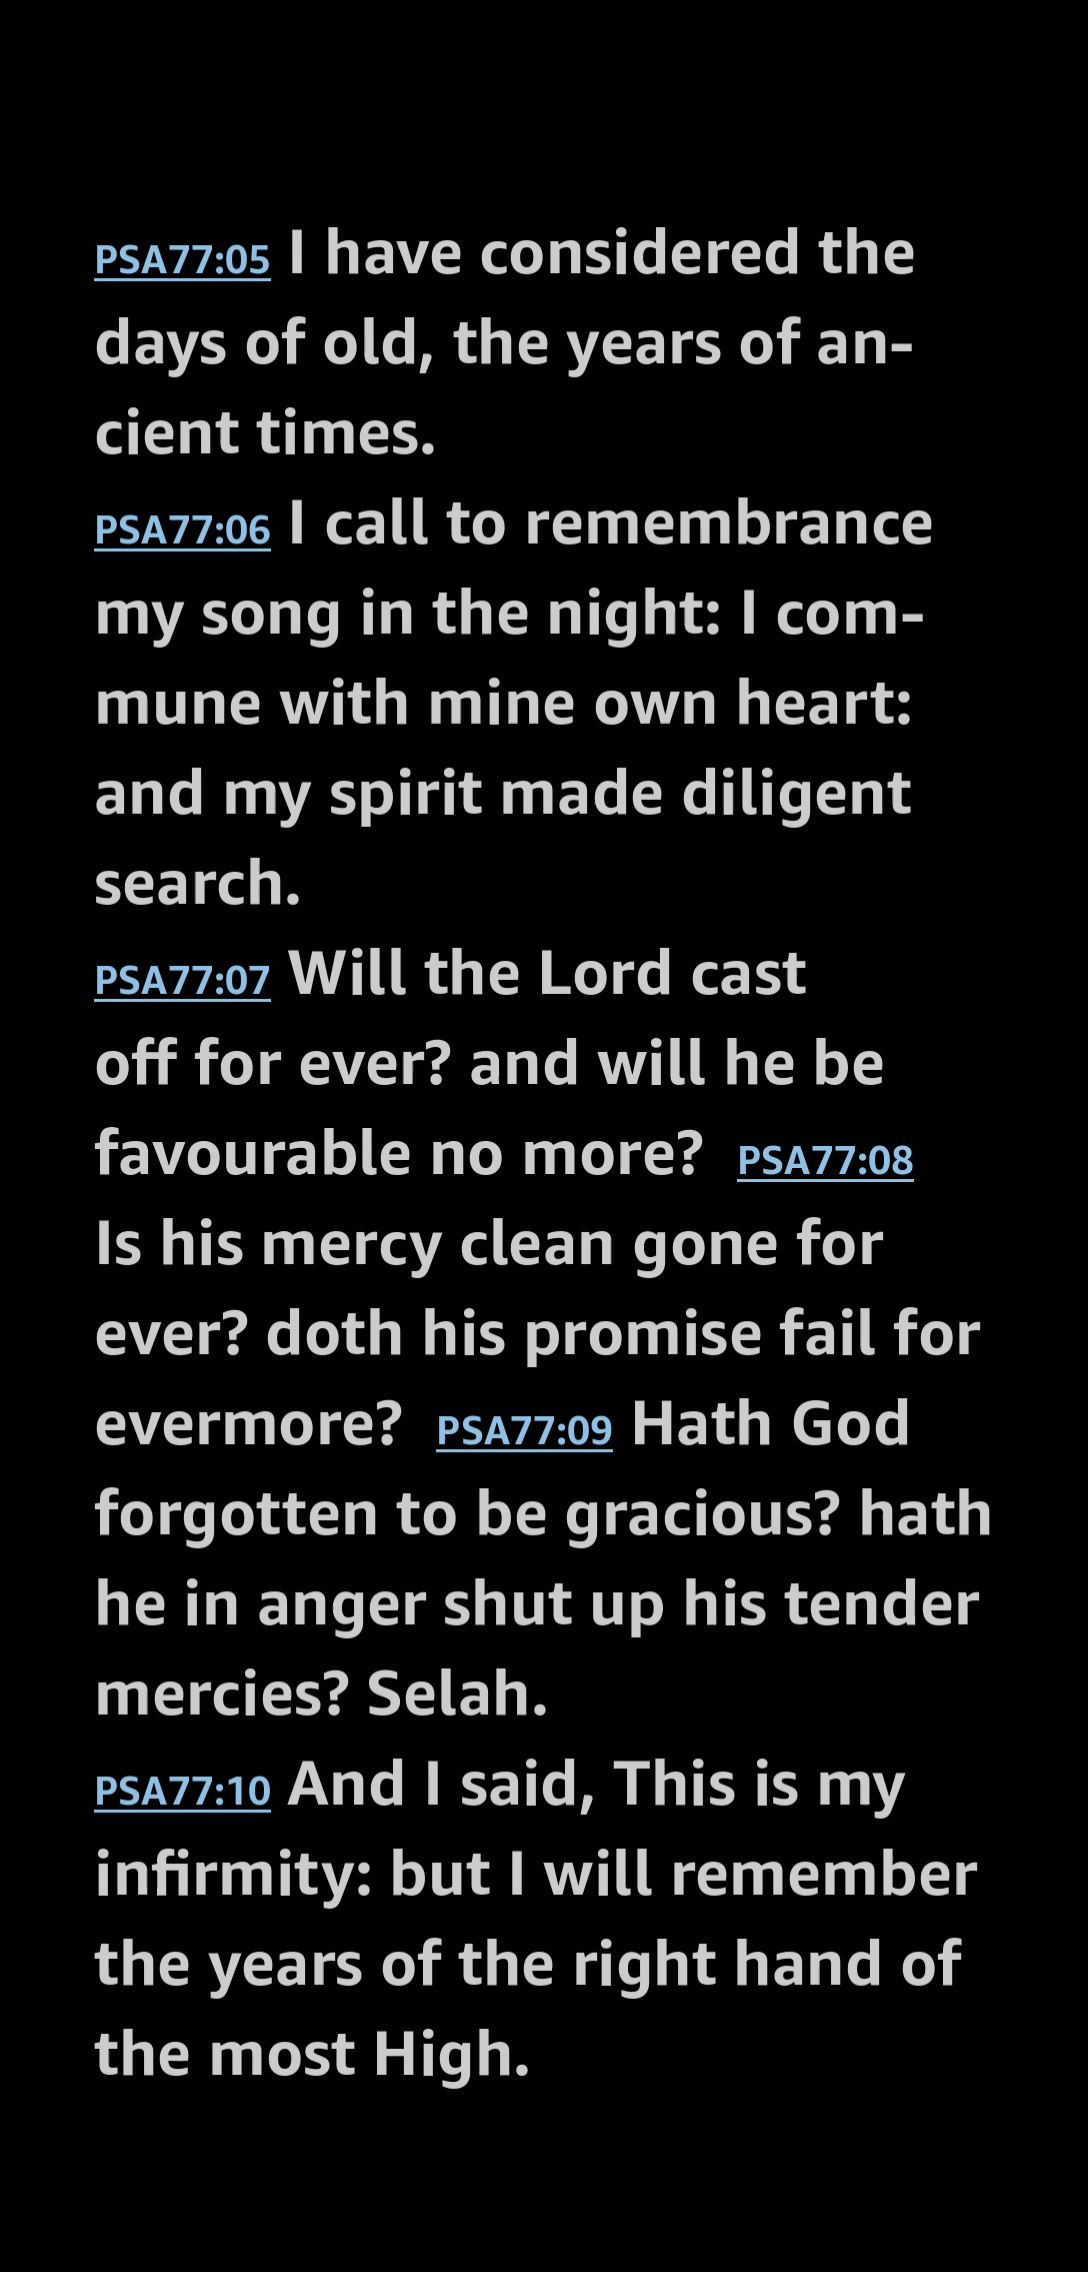 PSA77:05 I have considered the
days of old, the years of an-
cient times.
PSA77:06 I call to remembrance
my song in the night: I com-
mune with mine own heart:
and my spirit made diligent
search.
PSA77:07 Will the Lord cast
off for ever? and will he be
favourable no more? PSA77:08
Is his mercy clean gone for
ever? doth his promise fail for
evermore? PSA77:09 Hath God
forgotten to be gracious? hath
he in anger shut up his tender
mercies? Selah.
PSA77:10 And I said, This is my
infirmity: but I will remember
the years of the right hand of
the most High.